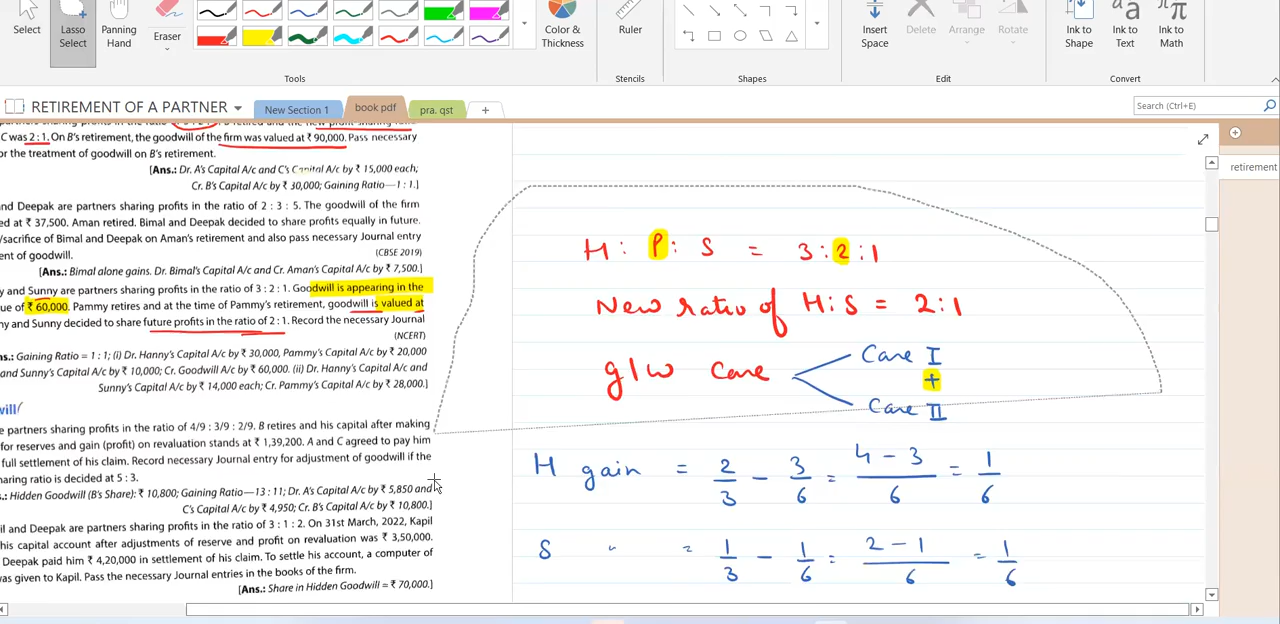 Select
Lasso Select
Panning Hand
Eraser
Color & Thickness
Ruler
Insert Space
Delete
Arrange
Rotate
Ink to Shape
Ink to Text
Ink to Math
Tools
Stencils
Shapes
Edit
Convert
RETIREMENT OF A PARTNER
New Section 1
book pdf
pra. qst
+
Search (Ctrl+E)
retirement
C was 2 : 1. On B's retirement, the goodwill of the firm was valued at ₹ 90,000. Pass necessary
or the treatment of goodwill on B's retirement.
[Ans.: Dr. A's Capital A/c and C's Capital A/c by ₹ 15,000 each;
Cr. B's Capital A/c by ₹ 30,000; Gaining Ratio—1 : 1.]
and Deepak are partners sharing profits in the ratio of 2 : 3 : 5. The goodwill of the firm
ed at ₹ 37,500. Aman retired. Bimal and Deepak decided to share profits equally in future.
/sacrifice of Bimal and Deepak on Aman's retirement and also pass necessary Journal entry
ent of goodwill.
(CBSE 2019)
[Ans.: Bimal alone gains. Dr. Bimal's Capital A/c and Cr. Aman's Capital A/c by ₹ 7,500.]
y and Sunny are partners sharing profits in the ratio of 3 : 2 : 1. Goodwill is appearing in the
ue of ₹ 60,000. Pammy retires and at the time of Pammy's retirement, goodwill is valued at
ny and Sunny decided to share future profits in the ratio of 2 : 1. Record the necessary Journal
(NCERT)
ns.: Gaining Ratio = 1 : 1; (i) Dr. Hanny's Capital A/c by ₹ 30,000, Pammy's Capital A/c by ₹ 20,000
and Sunny's Capital A/c by ₹ 10,000; Cr. Goodwill A/c by ₹ 60,000. (ii) Dr. Hanny's Capital A/c and
Sunny's Capital A/c by ₹ 14,000 each; Cr. Pammy's Capital A/c by ₹ 28,000.]
will
e partners sharing profits in the ratio of 4/9 : 3/9 : 2/9. B retires and his capital after making
for reserves and gain (profit) on revaluation stands at ₹ 1,39,200. A and C agreed to pay him
full settlement of his claim. Record necessary Journal entry for adjustment of goodwill if the
haring ratio is decided at 5 : 3.
s.: Hidden Goodwill (B's Share): ₹ 10,800; Gaining Ratio—13 : 11; Dr. A's Capital A/c by ₹ 5,850 and
C's Capital A/c by ₹ 4,950; Cr. B's Capital A/c by ₹ 10,800.]
il and Deepak are partners sharing profits in the ratio of 3 : 1 : 2. On 31st March, 2022, Kapil
his capital account after adjustments of reserve and profit on revaluation was ₹ 3,50,000.
Deepak paid him ₹ 4,20,000 in settlement of his claim. To settle his account, a computer of
was given to Kapil. Pass the necessary Journal entries in the books of the firm.
[Ans.: Share in Hidden Goodwill = ₹ 70,000.]
H : P : S = 3 : 2 : 1
New ratio of H : S = 2 : 1
g/w Case
Case I
+
Case II
H gain = 2/3 - 3/6 = 4 - 3/6 = 1/6
S " = 1/3 - 1/6 = 2 - 1/6 = 1/6